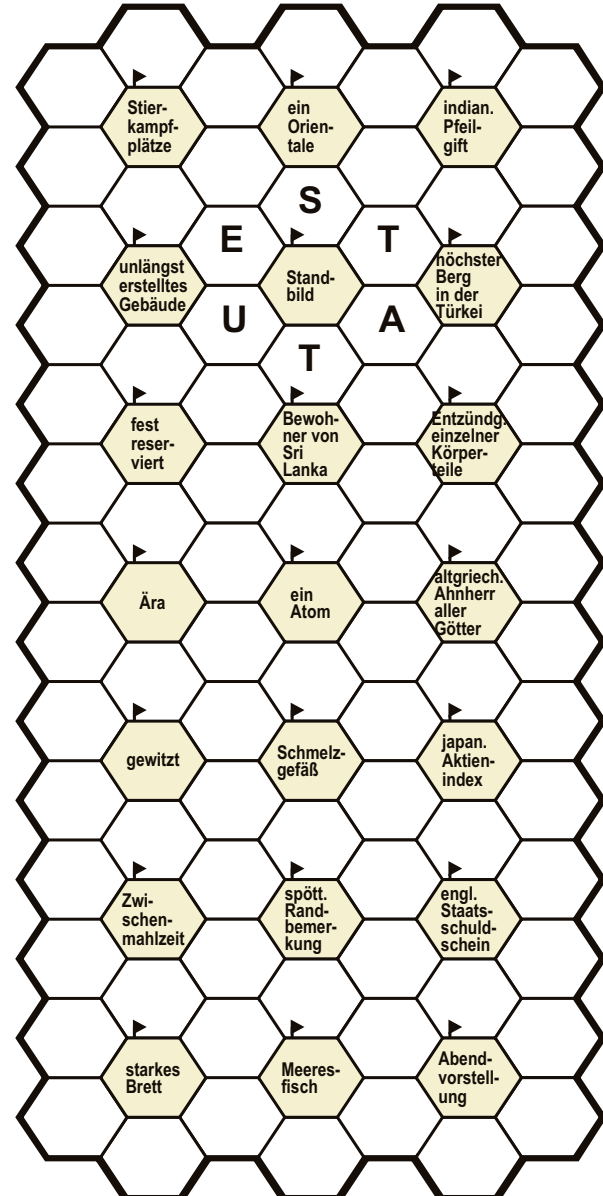 Stier-
kampf-
plätze
ein
Orien-
tale
indian.
Pfeil-
gift
S
E
T
unlängst
erstelltes
Gebäude
Stand-
bild
höchster
Berg
in der
Türkei
U
A
T
fest
reser-
viert
Bewoh-
ner von
Sri
Lanka
Entzündg.
einzelner
Körper-
teile
Ära
ein
Atom
altgriech.
Ahnherr
aller
Götter
gewitzt
Schmelz-
gefäß
japan.
Aktien-
index
Zwi-
schen-
mahlzeit
spött.
Rand-
bemer-
kung
engl.
Staats-
schuld-
schein
starkes
Brett
Meeres-
fisch
Abend-
vorstell-
ung